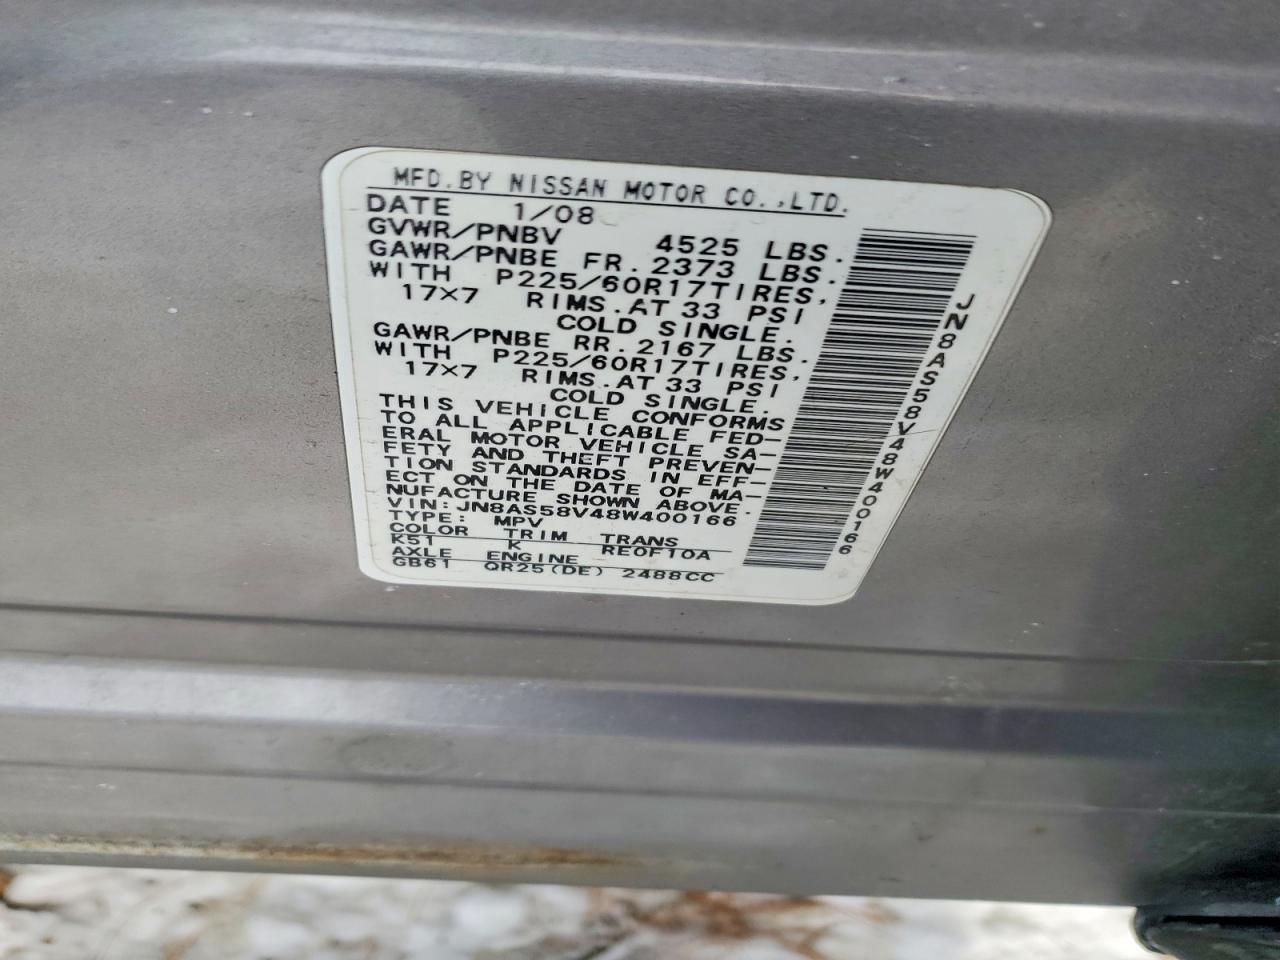 MFD. BY NISSAN MOTOR CO.,LTD.
DATE 1/08
GVWR/PNBV 4525 LBS.
GAWR/PNBE FR. 2373 LBS.
WITH P225/60R17TIRES,
17×7 RIMS. AT 33 PSI
COLD SINGLE.
GAWR/PNBE RR. 2167 LBS.
WITH P225/60R17TIRES,
17×7 RIMS. AT 33 PSI
COLD SINGLE.
THIS VEHICLE CONFORMS
TO ALL APPLICABLE FED-
ERAL MOTOR VEHICLE SA-
FETY AND THEFT PREVEN-
TION STANDARDS IN EFF-
ECT ON THE DATE OF MA-
NUFACTURE SHOWN ABOVE.
VIN: JN8AS58V48W400166
TYPE: MPV
COLOR TRIM TRANS
K51 K RE0F10A
AXLE ENGINE
GB61 QR25(DE) 2488CC
JN8AS58V48W400166